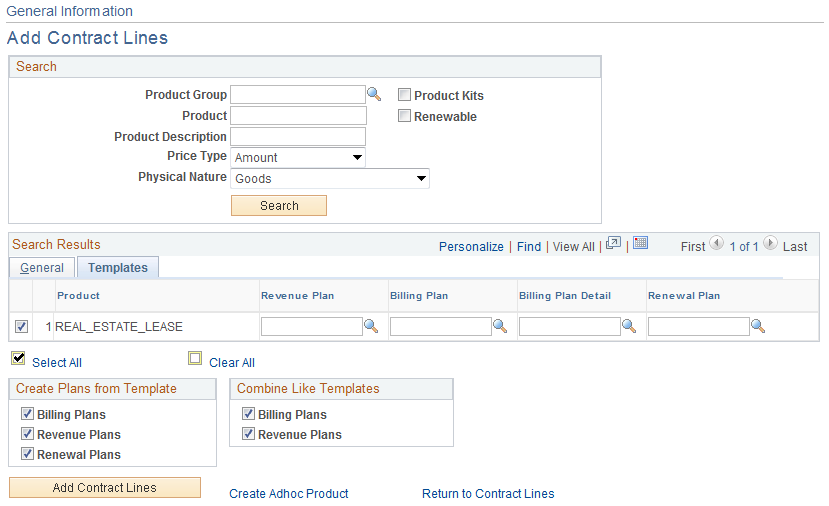 General Information
Add Contract Lines
Search
Product Group
Product Kits
Product
Renewable
Product Description
Price Type Amount
Physical Nature Goods
Search
Search Results Personalize | Find | View All | | First 1 of 1 Last
General Templates
Product Revenue Plan Billing Plan Billing Plan Detail Renewal Plan
1 REAL_ESTATE_LEASE
Select All Clear All
Create Plans from Template
Combine Like Templates
Billing Plans
Billing Plans
Revenue Plans
Revenue Plans
Renewal Plans
Add Contract Lines Create Adhoc Product Return to Contract Lines